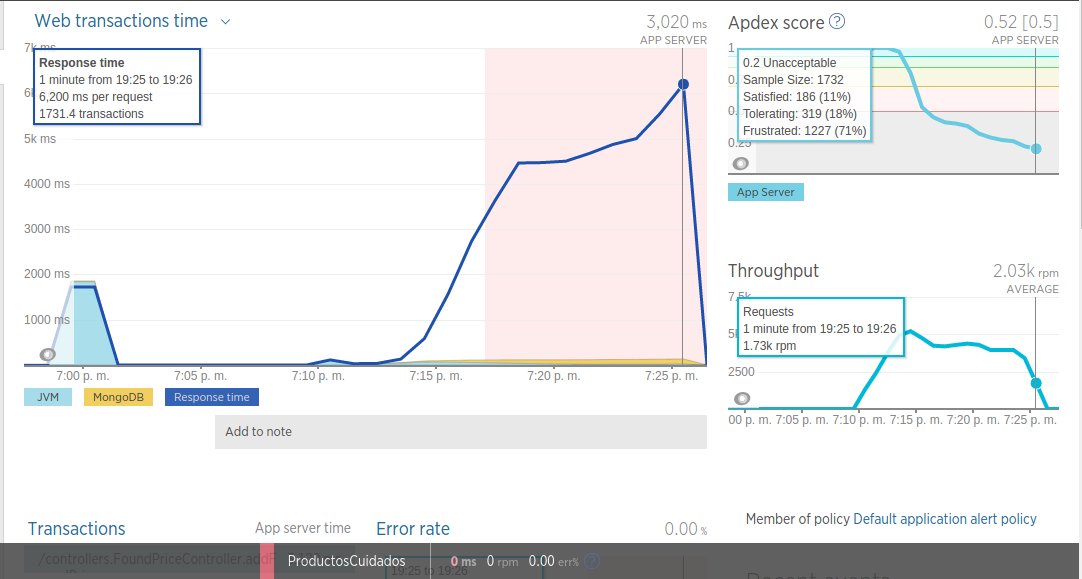 Web transactions time
3,020 ms
APP SERVER
7k ms
Response time
1 minute from 19:25 to 19:26
6,200 ms per request
1731.4 transactions
5k ms
4000 ms
3000 ms
2000 ms
1000 ms
7:00 p. m.
7:05 p. m.
7:10 p. m.
7:15 p. m.
7:20 p. m.
7:25 p. m.
JVM
MongoDB
Response time
Add to note
Apdex score ?
0.52 [0.5]
APP SERVER
1
0.2 Unacceptable
Sample Size: 1732
Satisfied: 186 (11%)
Tolerating: 319 (18%)
Frustrated: 1227 (71%)
0.25
App Server
Throughput
2.03k rpm
AVERAGE
7.5k
Requests
1 minute from 19:25 to 19:26
1.73k rpm
2500
00 p. m.
7:05 p. m.
7:10 p. m.
7:15 p. m.
7:20 p. m.
7:25 p. m.
Transactions
App server time
Error rate
0.00 %
Member of policy Default application alert policy
/controllers.FoundPriceController.addF
ProductosCuidados
0 ms
0 rpm
0.00 err% ?
19:25 to 19:26
Recent events